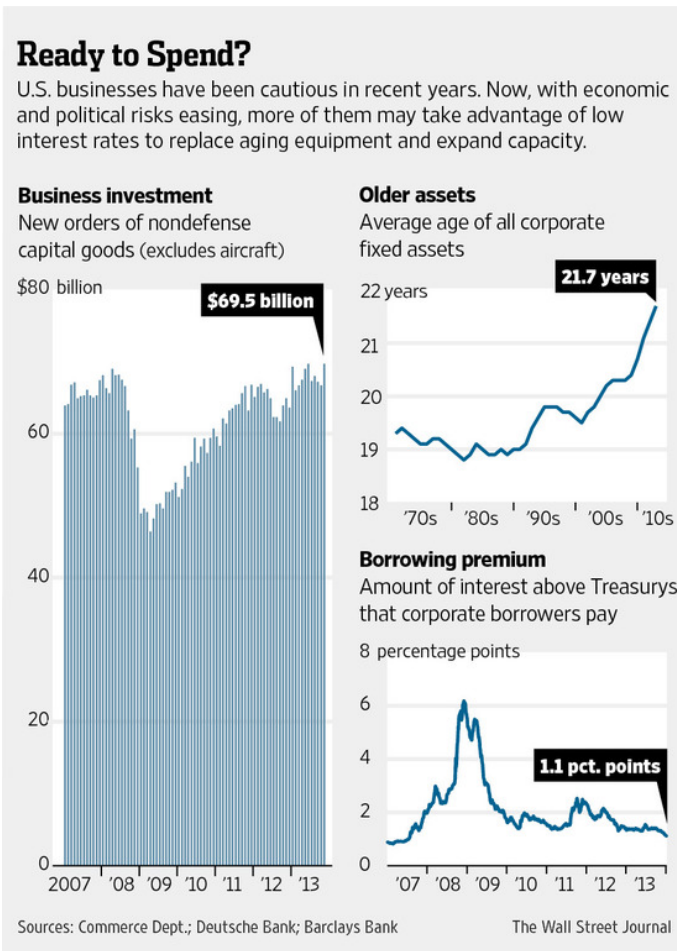 Ready to Spend?
U.S. businesses have been cautious in recent years. Now, with economic
and political risks easing, more of them may take advantage of low
interest rates to replace aging equipment and expand capacity.
Business investment
New orders of nondefense
capital goods (excludes aircraft)
$80 billion
$69.5 billion
60
40
20
0
2007 ’08 ’09 ’10 ’11 ’12 ’13
Older assets
Average age of all corporate
fixed assets
21.7 years
22 years
21
20
19
18
’70s ’80s ’90s ’00s ’10s
Borrowing premium
Amount of interest above Treasurys
that corporate borrowers pay
8 percentage points
6
4
1.1 pct. points
2
0
’07 ’08 ’09 ’10 ’11 ’12 ’13
Sources: Commerce Dept.; Deutsche Bank; Barclays Bank
The Wall Street Journal